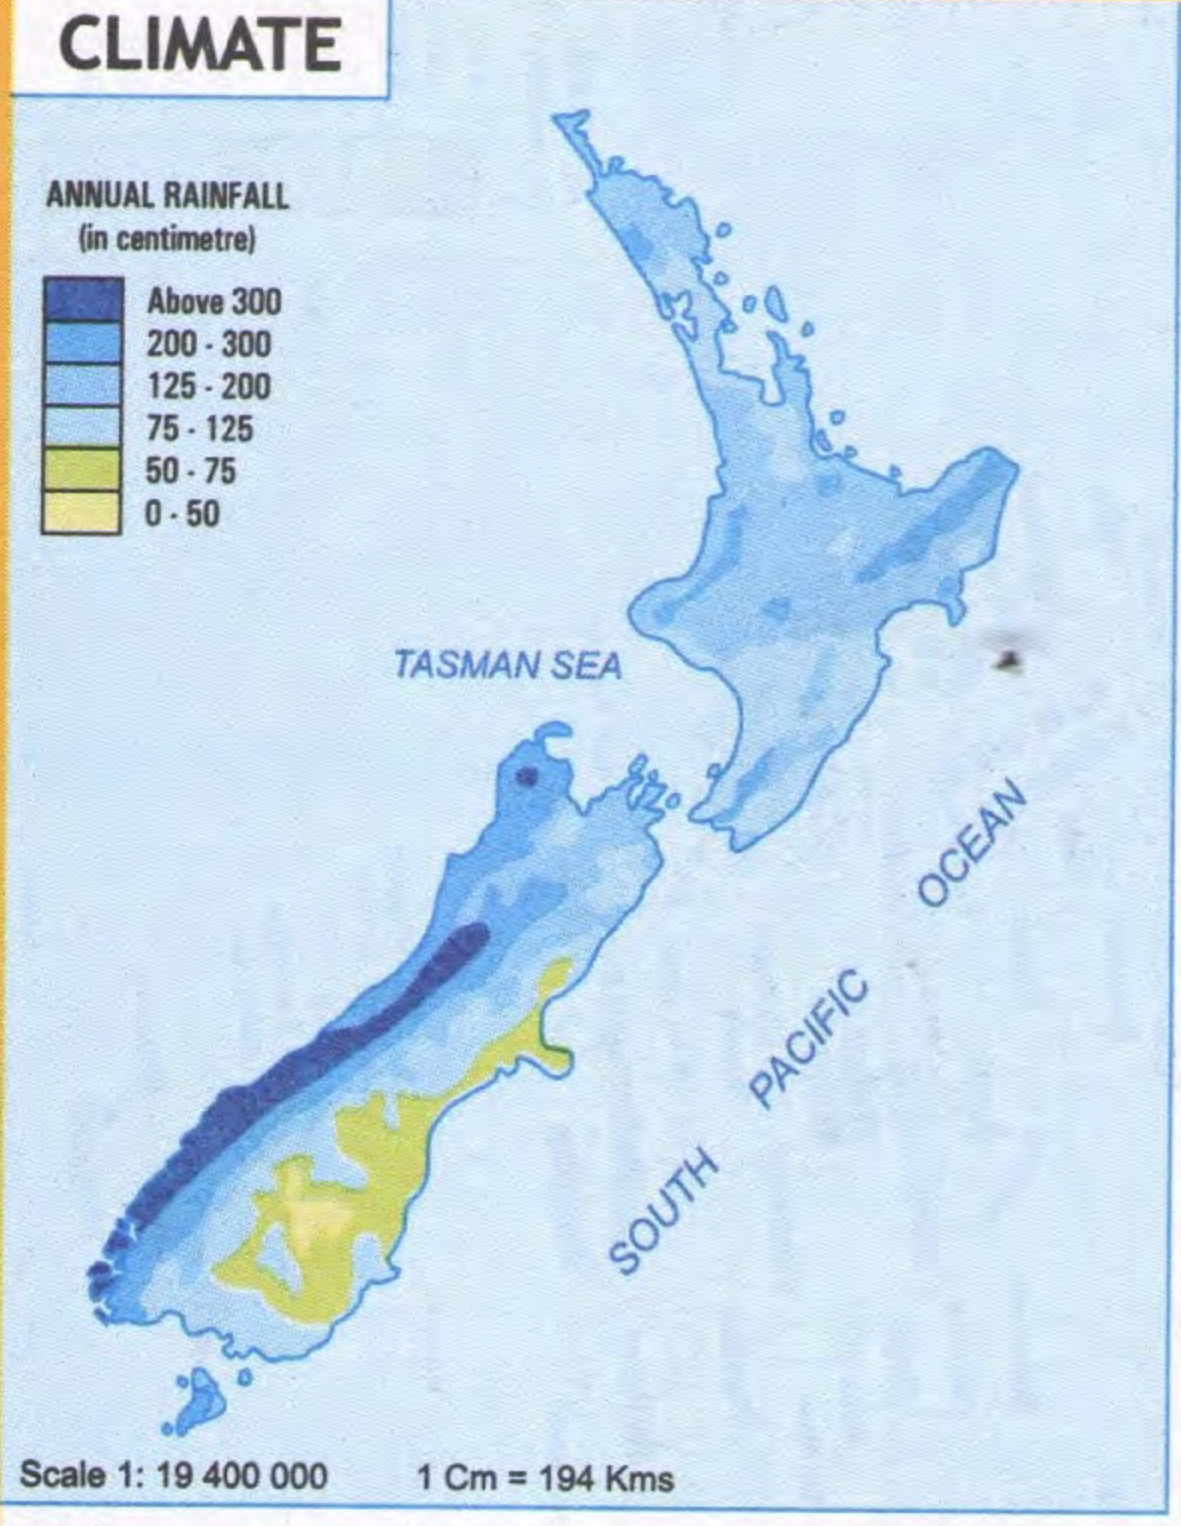 CLIMATE
ANNUAL RAINFALL
(in centimetre)
Above 300
200 - 300
125 - 200
75 - 125
50 - 75
0 - 50
TASMAN SEA
SOUTH PACIFIC OCEAN
Scale 1: 19 400 000 1 Cm = 194 Kms